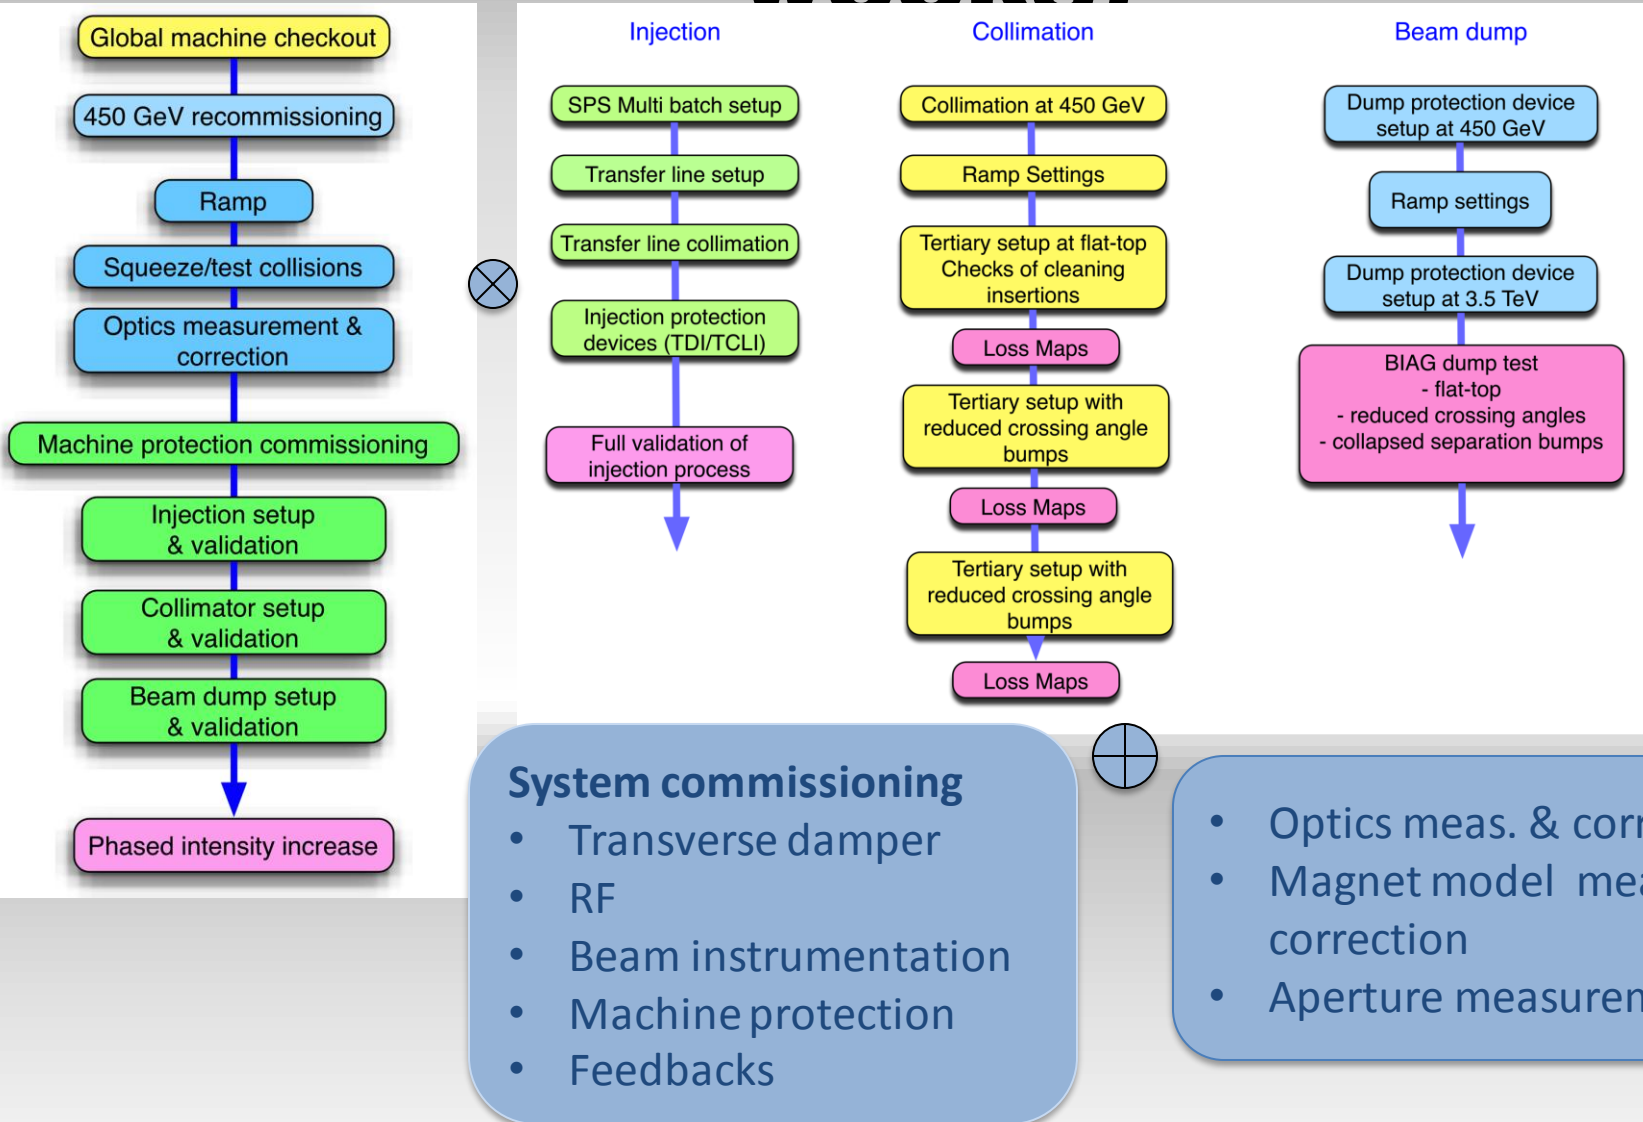 Global machine checkout
450 GeV recommissioning
Ramp
Squeeze/test collisions
Optics measurement &
correction
Machine protection commissioning
Injection setup
& validation
Collimator setup
& validation
Beam dump setup
& validation
Phased intensity increase
Injection
SPS Multi batch setup
Transfer line setup
Transfer line collimation
Injection protection
devices (TDI/TCLI)
Full validation of
injection process
Collimation
Collimation at 450 GeV
Ramp Settings
Tertiary setup at flat-top
Checks of cleaning
insertions
Loss Maps
Tertiary setup with
reduced crossing angle
bumps
Loss Maps
Tertiary setup with
reduced crossing angle
bumps
Loss Maps
Beam dump
Dump protection device
setup at 450 GeV
Ramp settings
Dump protection device
setup at 3.5 TeV
BIAG dump test
- flat-top
- reduced crossing angles
- collapsed separation bumps
System commissioning
• Transverse damper
• RF
• Beam instrumentation
• Machine protection
• Feedbacks
• Optics meas. &
• Magnet model
correction
• Aperture